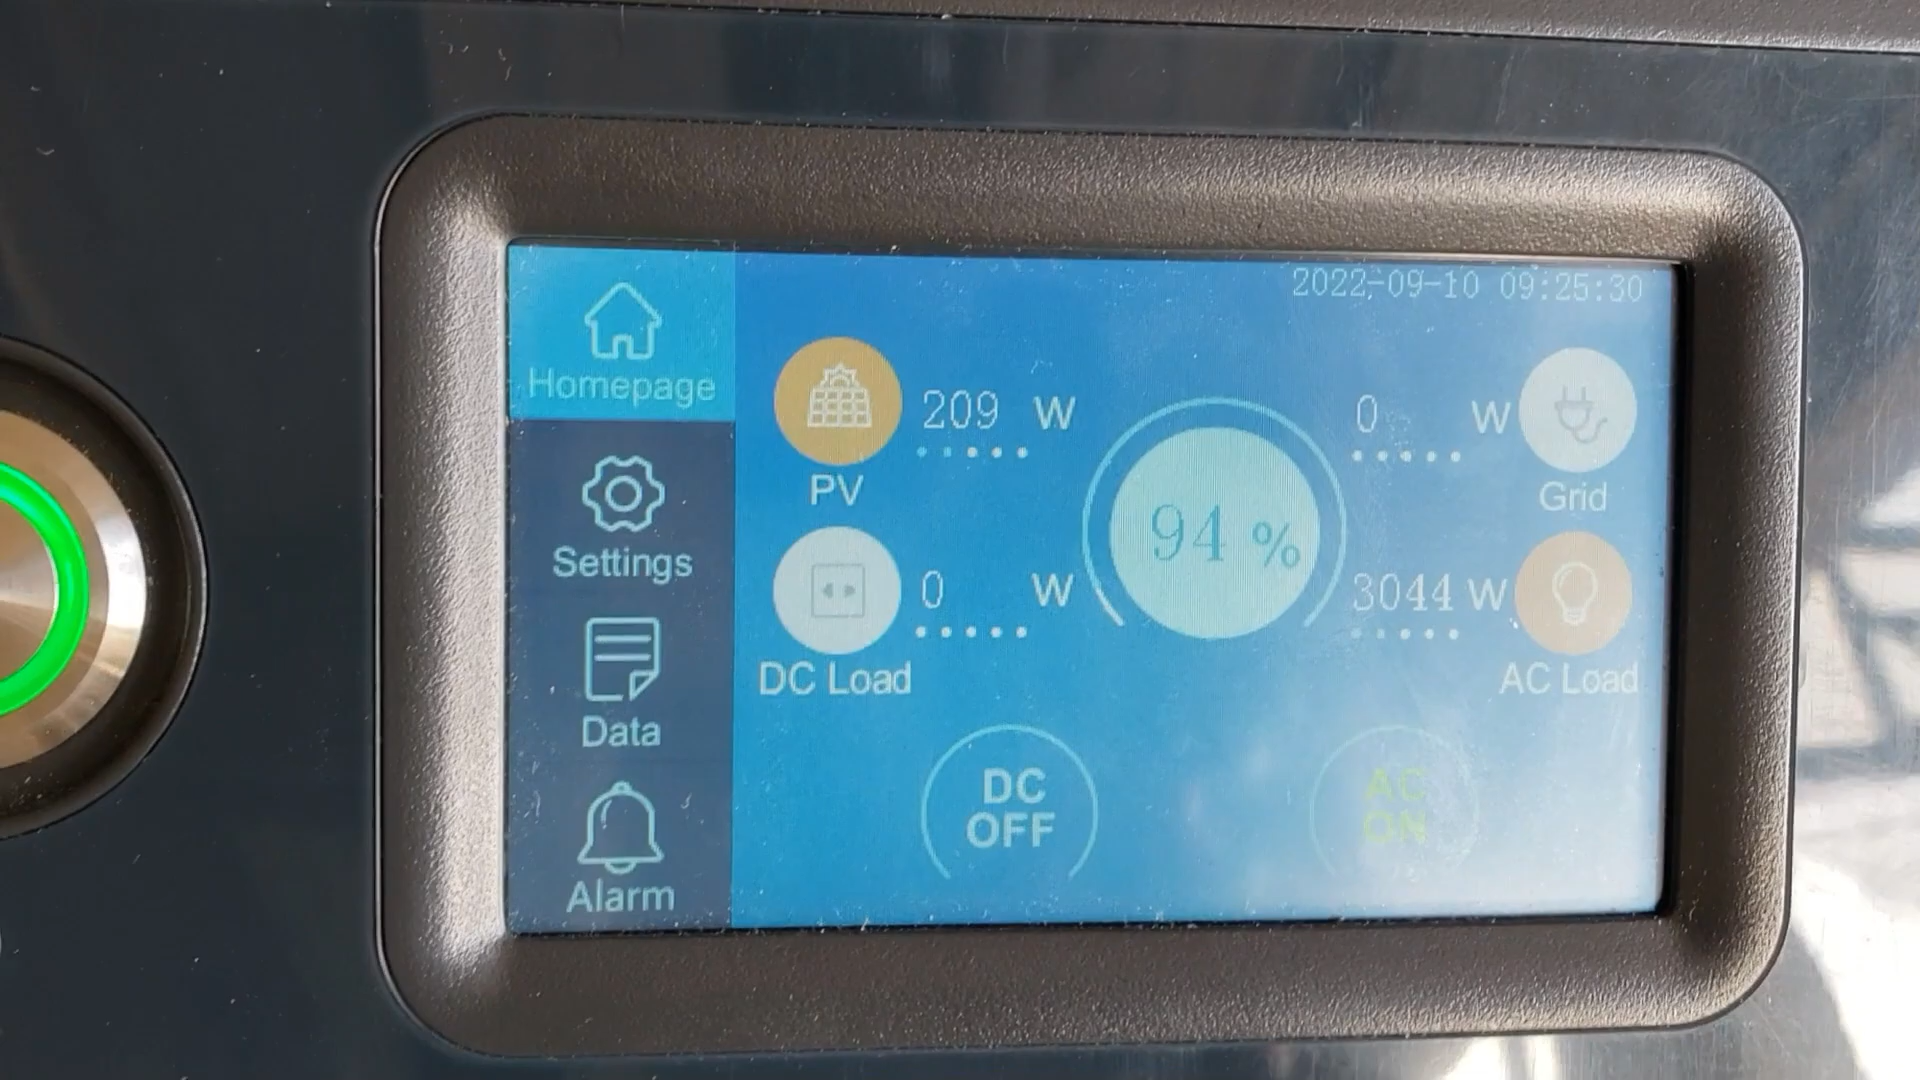 2022-09-10 09:25:30
Homepage
Settings
Data
Alarm
209 W
PV
0 W
DC Load
94 %
0 W
Grid
3044 W
AC Load
DC
OFF
AC
ON